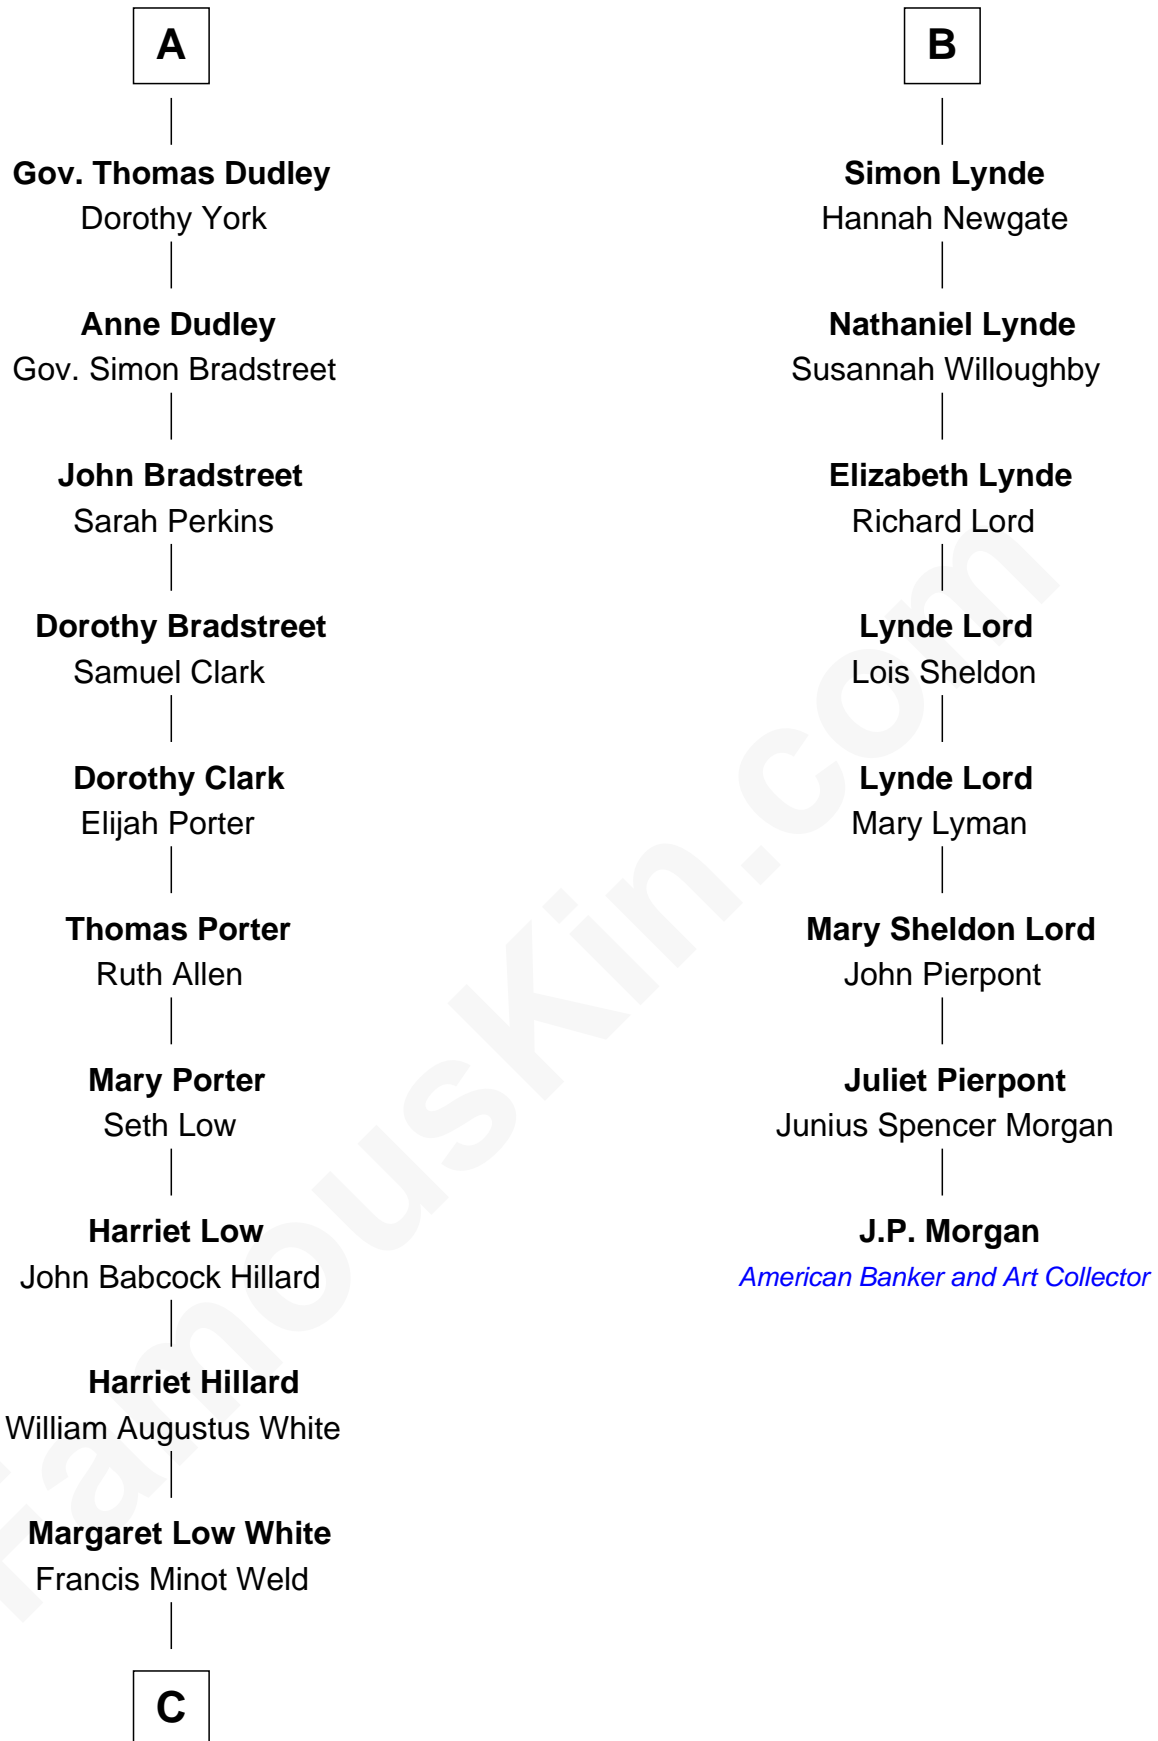 A
Gov. Thomas Dudley
Dorothy York
Anne Dudley
Gov. Simon Bradstreet
John Bradstreet
Sarah Perkins
Dorothy Bradstreet
Samuel Clark
Dorothy Clark
Elijah Porter
Thomas Porter
Ruth Allen
Mary Porter
Seth Low
Harriet Low
John Babcock Hillard
Harriet Hillard
William Augustus White
Margaret Low White
Francis Minot Weld
C
B
Simon Lynde
Hannah Newgate
Nathaniel Lynde
Susannah Willoughby
Elizabeth Lynde
Richard Lord
Lynde Lord
Lois Sheldon
Lynde Lord
Mary Lyman
Mary Sheldon Lord
John Pierpont
Juliet Pierpont
Junius Spencer Morgan
J.P. Morgan
American Banker and Art Collector
FamousKin.com